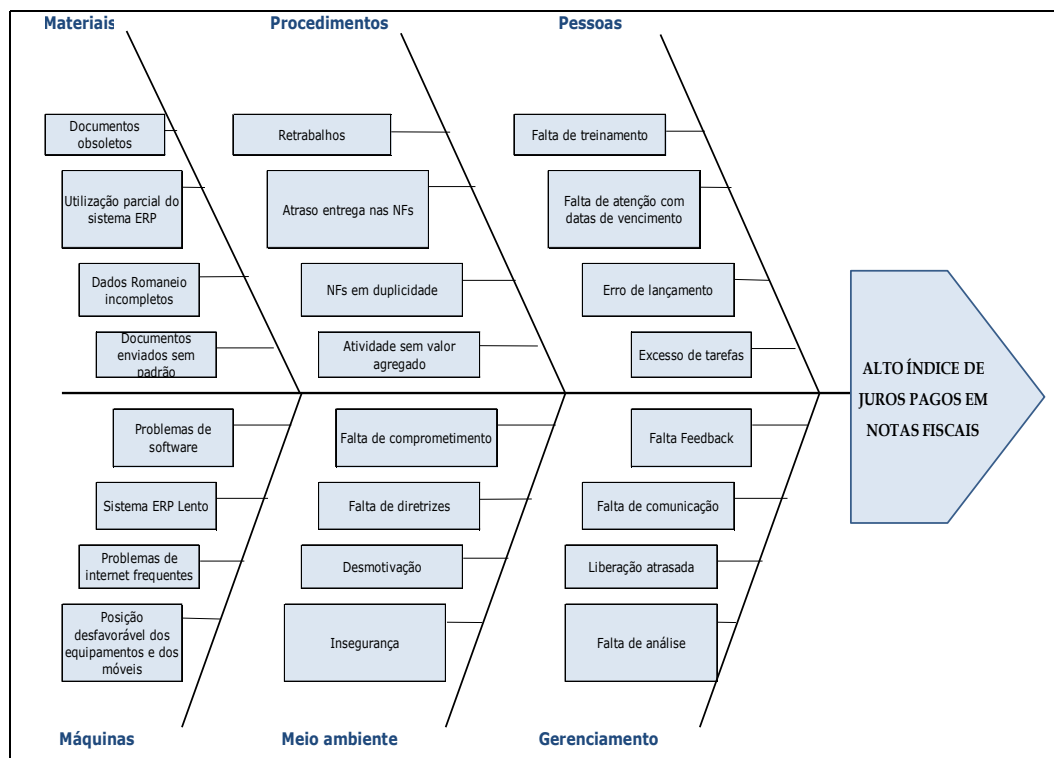 Materiais
Procedimentos
Pessoas
Documentos
obsoletos
Utilização parcial do
sistema ERP
Dados Romaneio
incompletos
Documentos
enviados sem
padrão
Retrabalhos
Atraso entrega nas NFs
NFs em duplicidade
Atividade sem valor
agregado
Falta de treinamento
Falta de atenção com
datas de vencimento
Erro de lançamento
Excesso de tarefas
ALTO ÍNDICE DE
JUROS PAGOS EM
NOTAS FISCAIS
Problemas de
software
Sistema ERP Lento
Problemas de
internet frequentes
Posição
desfavorável dos
equipamentos e dos
móveis
Falta de comprometimento
Falta de diretrizes
Desmotivação
Insegurança
Falta Feedback
Falta de comunicação
Liberação atrasada
Falta de análise
Máquinas
Meio ambiente
Gerenciamento